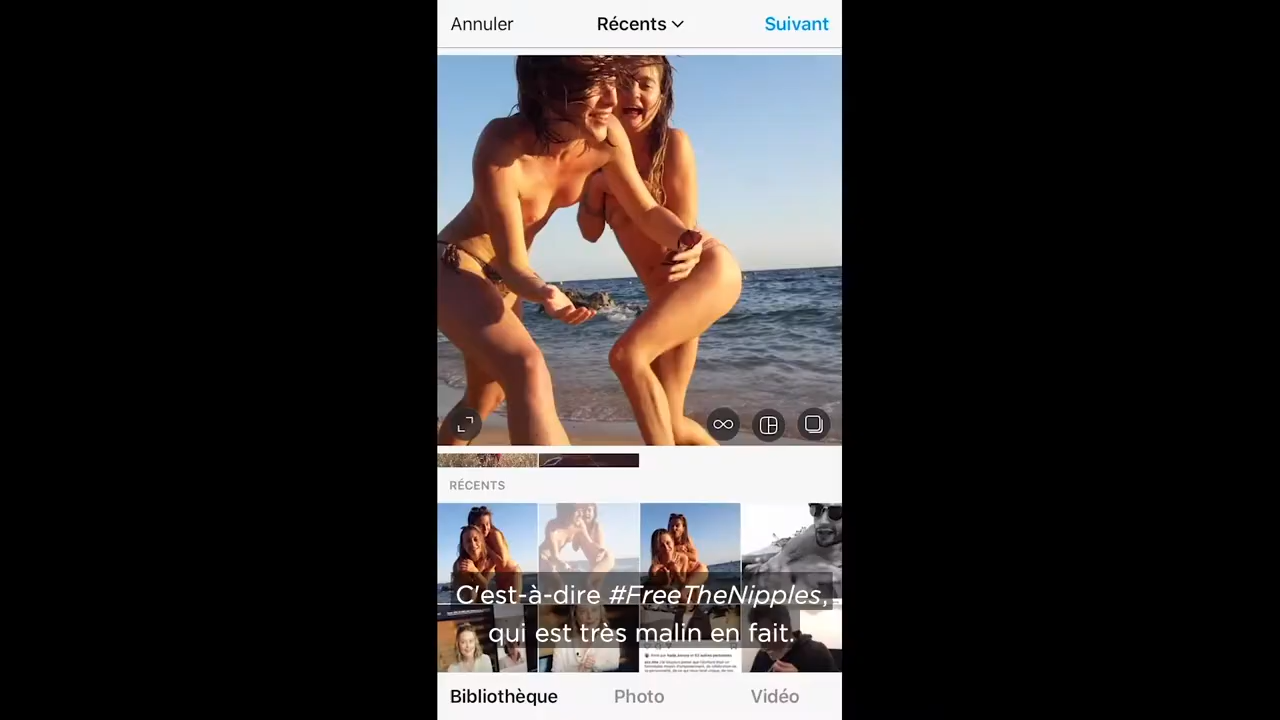 Annuler
Récents
Suivant
RÉCENTS
C'est-à-dire #FreeTheNipples,
qui est très malin en fait.
Bibliothèque
Photo
Vidéo